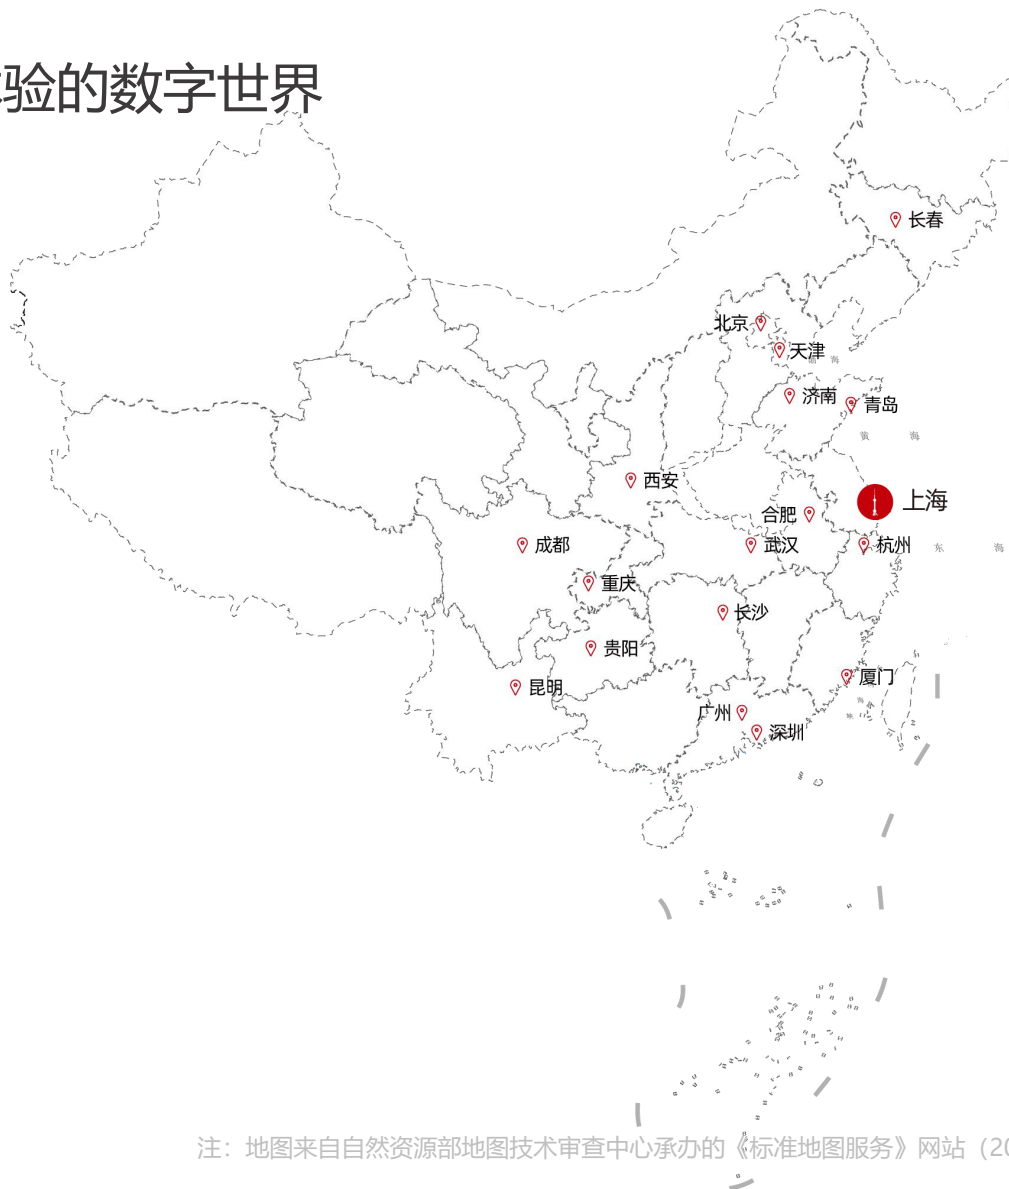 验的数字世界
长春
北京
天津
海
济南
青岛
黄 海
西安
上海
合肥
成都
武汉
杭州
东 海
重庆
长沙
贵阳
厦门
昆明
海
峡
广州
深圳
注：地图来自自然资源部地图技术审查中心承办的《标准地图服务》网站（20